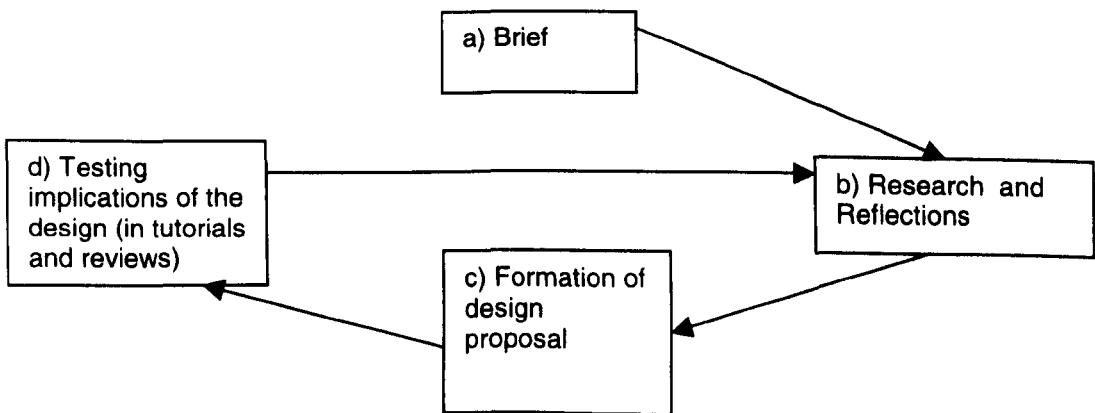 a) Brief
b) Research and
Reflections
c) Formation of
design
proposal
d) Testing
implications of the
design (in tutorials
and reviews)